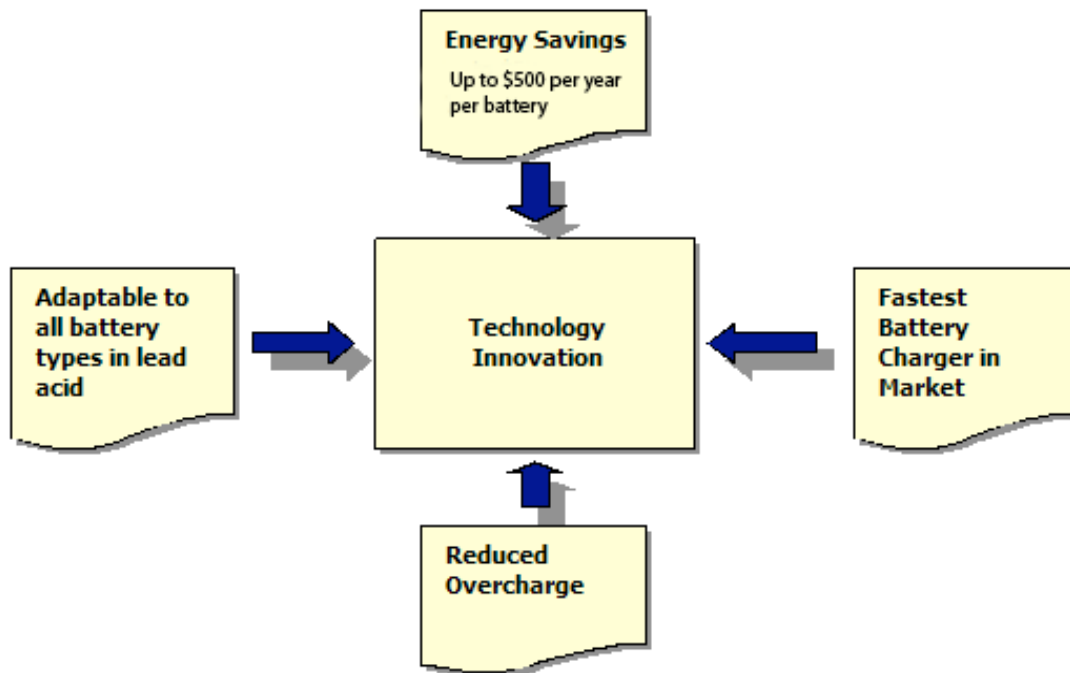 Energy Savings
Up to $500 per year
per battery
Adaptable to
all battery
types in lead
acid
Technology
Innovation
Fastest
Battery
Charger in
Market
Reduced
Overcharge